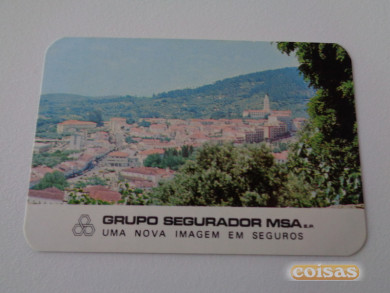 GRUPO SEGURADOR MSA E.P.
UMA NOVA IMAGEM EM SEGUROS
coisas